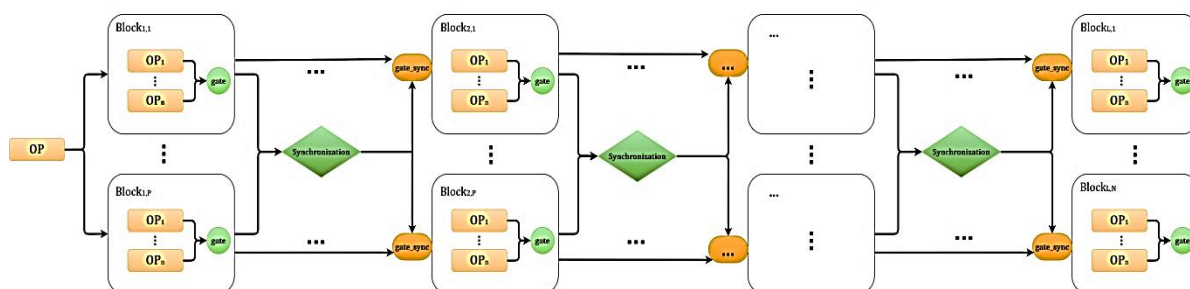 OP
Block1,1
OP1
...
OPn
gate
...
Block1,P
OP1
...
OPn
gate
...
Synchronization
...
gate_sync
gate_sync
Block2,1
OP1
...
OPn
gate
...
Block2,P
OP1
...
OPn
gate
...
Synchronization
...
...
...
...
...
...
...
...
Synchronization
...
...
gate_sync
gate_sync
BlockL,1
OP1
...
OPn
gate
...
BlockL,N
OP1
...
OPn
gate